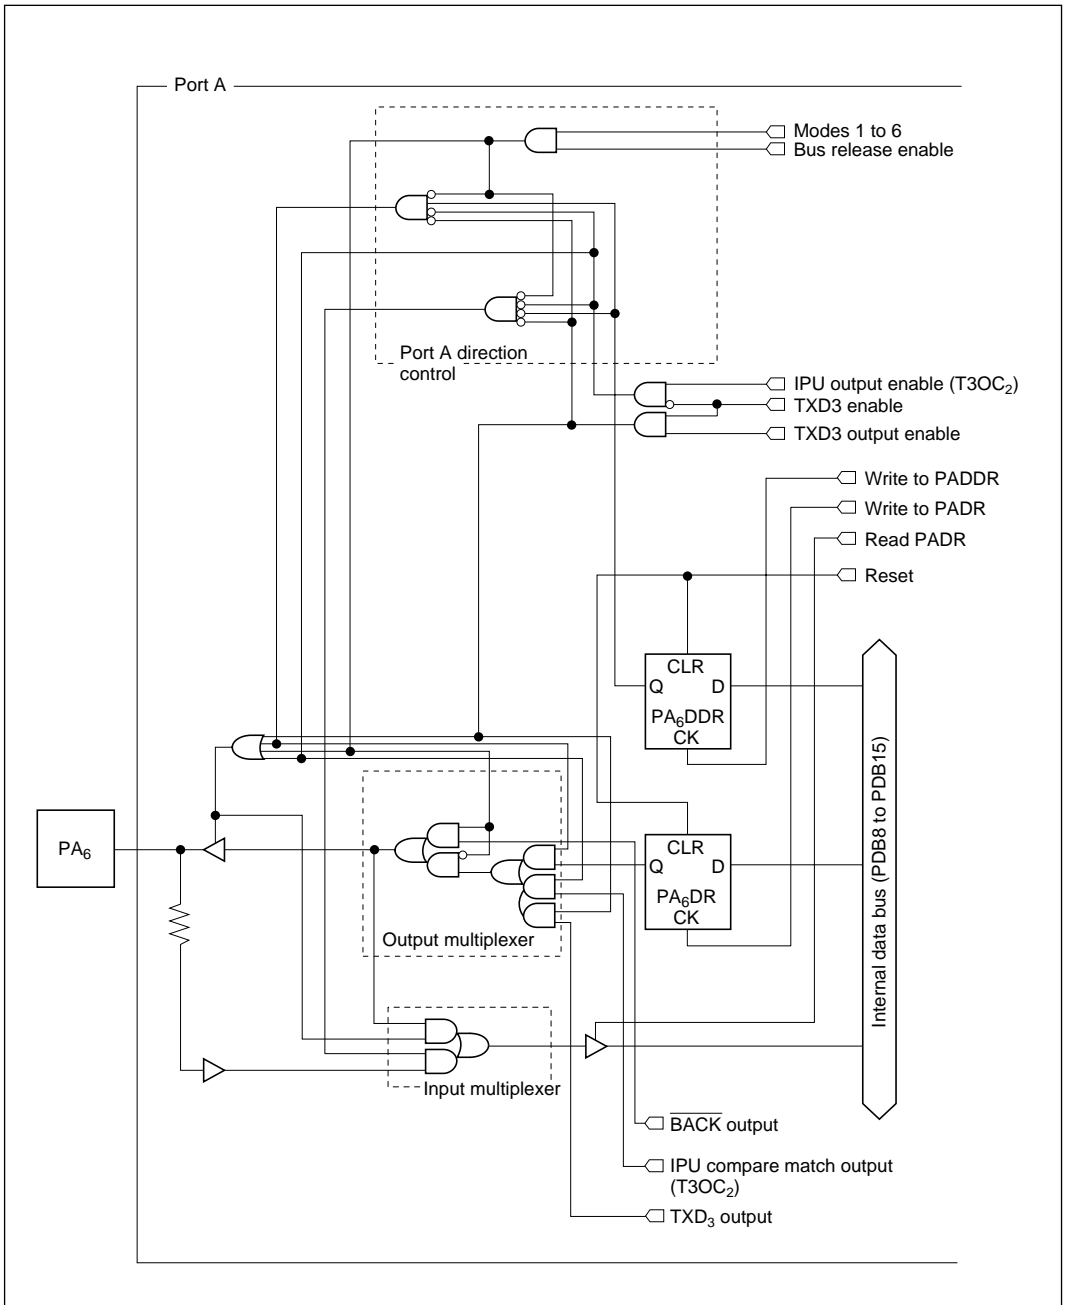 Port A
Modes 1 to 6
Bus release enable
Port A direction
control
IPU output enable (T3OC₂)
TXD3 enable
TXD3 output enable
Write to PADDR
Write to PADR
Read PADR
Reset
CLR
Q D
PA₆DDR
CK
PA₆
CLR
Q D
PA₆DR
CK
Output multiplexer
Internal data bus (PDB8 to PDB15)
Input multiplexer
B̅A̅C̅K̅ output
IPU compare match output
(T3OC₂)
TXD₃ output